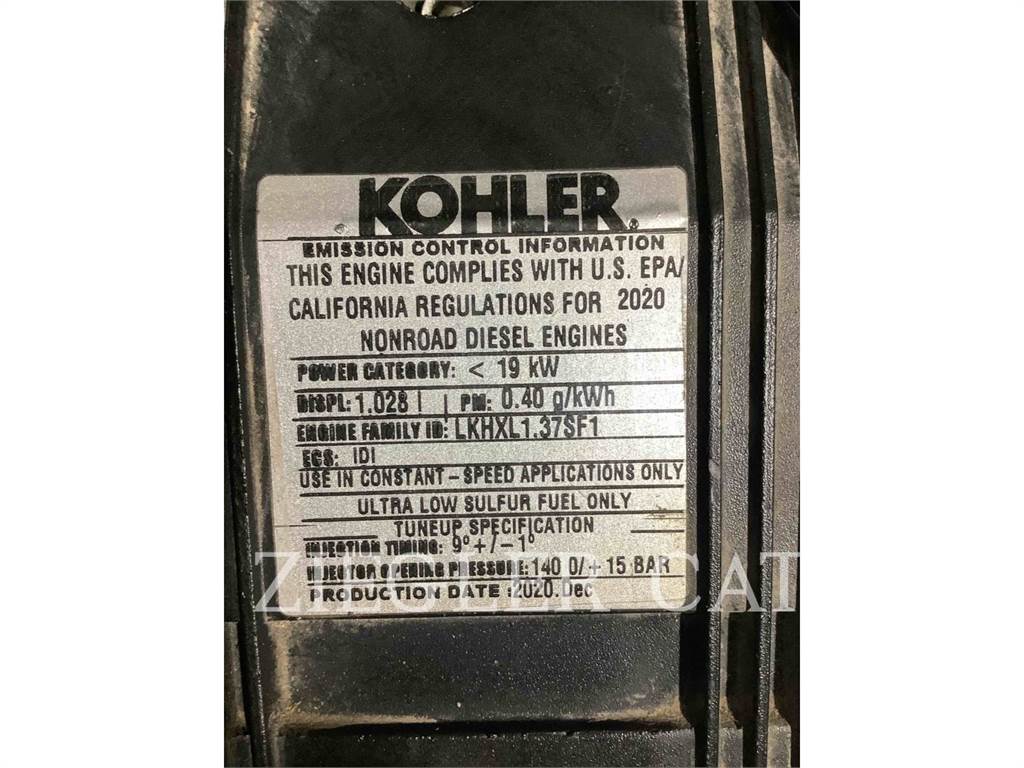 KOHLER®
EMISSION CONTROL INFORMATION
THIS ENGINE COMPLIES WITH U.S. EPA/
CALIFORNIA REGULATIONS FOR 2020
NONROAD DIESEL ENGINES
POWER CATEGORY: < 19 kW
DISPL: 1.028 l | PM: 0.40 g/kWh
ENGINE FAMILY ID: LKHXL1.37SF1
ECS: IDI
USE IN CONSTANT - SPEED APPLICATIONS ONLY
ULTRA LOW SULFUR FUEL ONLY
TUNEUP SPECIFICATION
INJECTION TIMING: 9° +/- 1°
INJECTOR OPENING PRESSURE: 140 0/+ 15 BAR
ZIEGLER CAT
PRODUCTION DATE :2020.Dec